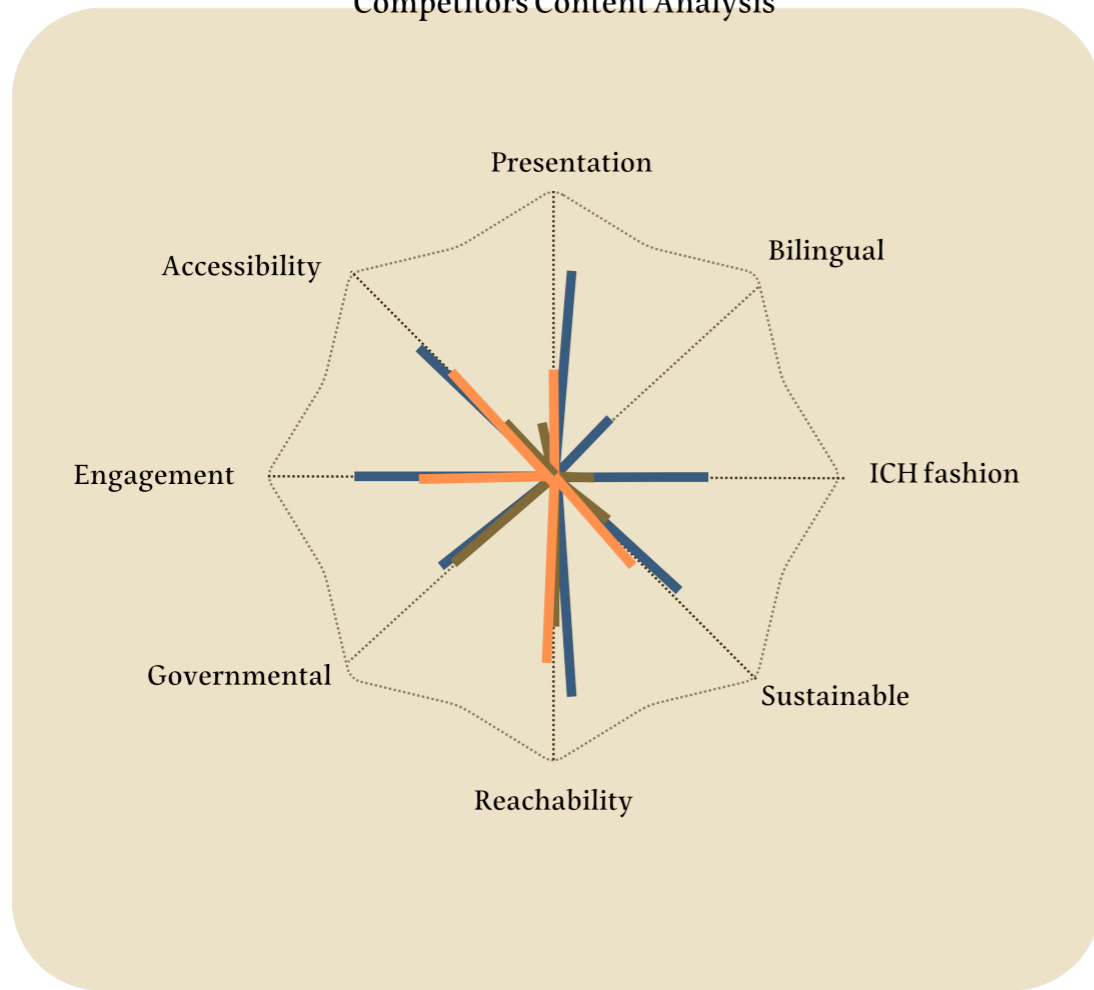 Competitors Content Analysis
Presentation
Bilingual
Accessibility
Engagement
ICH fashion
Governmental
Sustainable
Reachability